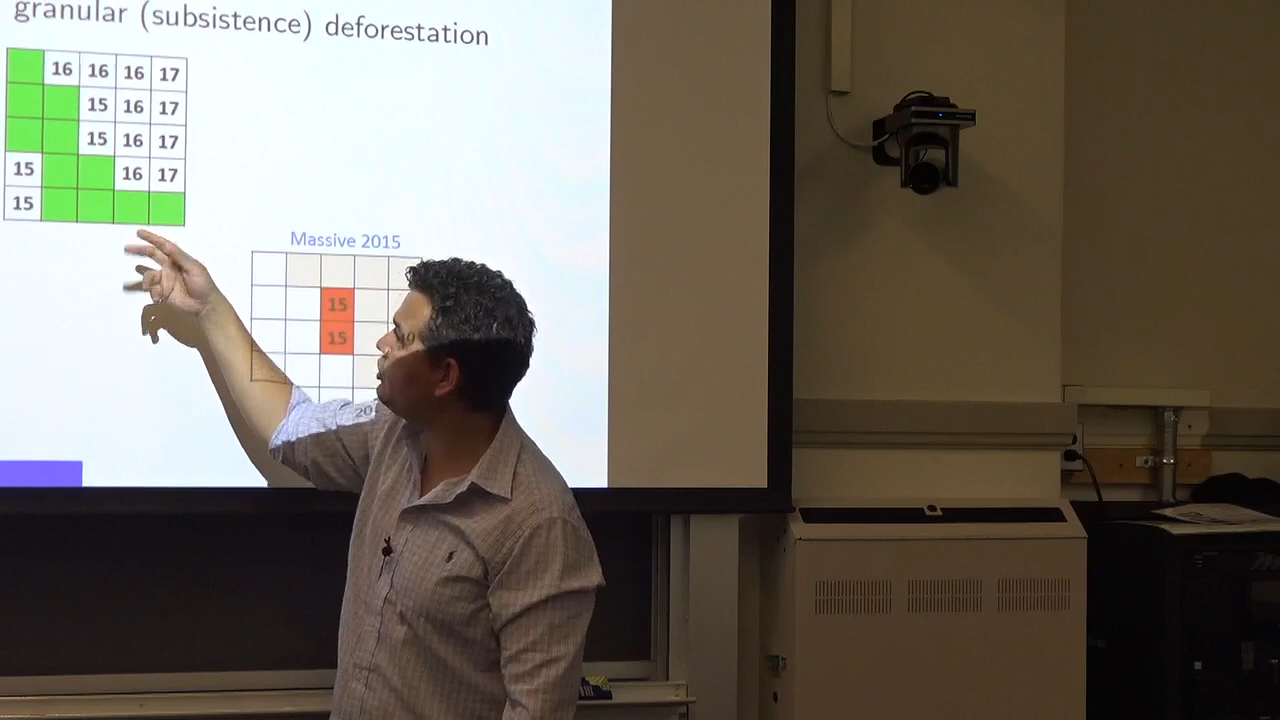 granular (subsistence) deforestation
16 16 16 17
15 16 17
15 16 17
15 16 17
15
Massive 2015
15
15
20